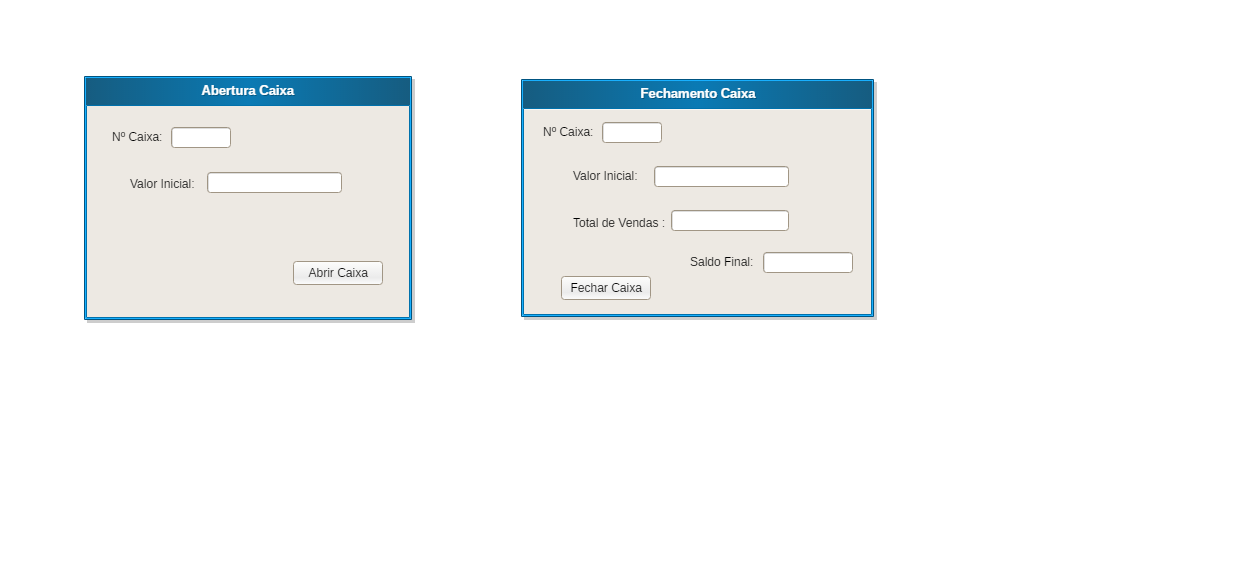 Abertura Caixa
Nº Caixa:
Valor Inicial:
Abrir Caixa
Fechamento Caixa
Nº Caixa:
Valor Inicial:
Total de Vendas :
Saldo Final:
Fechar Caixa